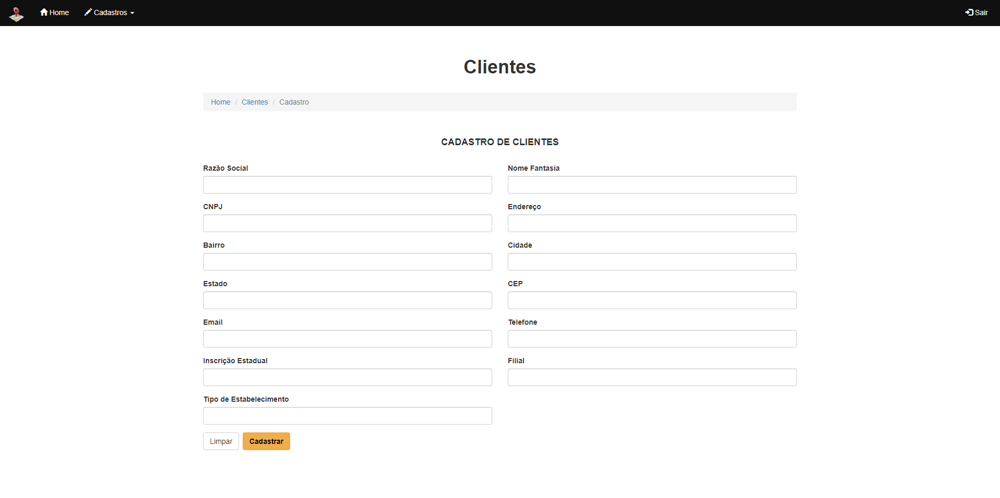 Home Cadastros Sair
Clientes
Home / Clientes / Cadastro
CADASTRO DE CLIENTES
Razão Social Nome Fantasia
CNPJ Endereço
Bairro Cidade
Estado CEP
Email Telefone
Inscrição Estadual Filial
Tipo de Estabelecimento
Limpar Cadastrar